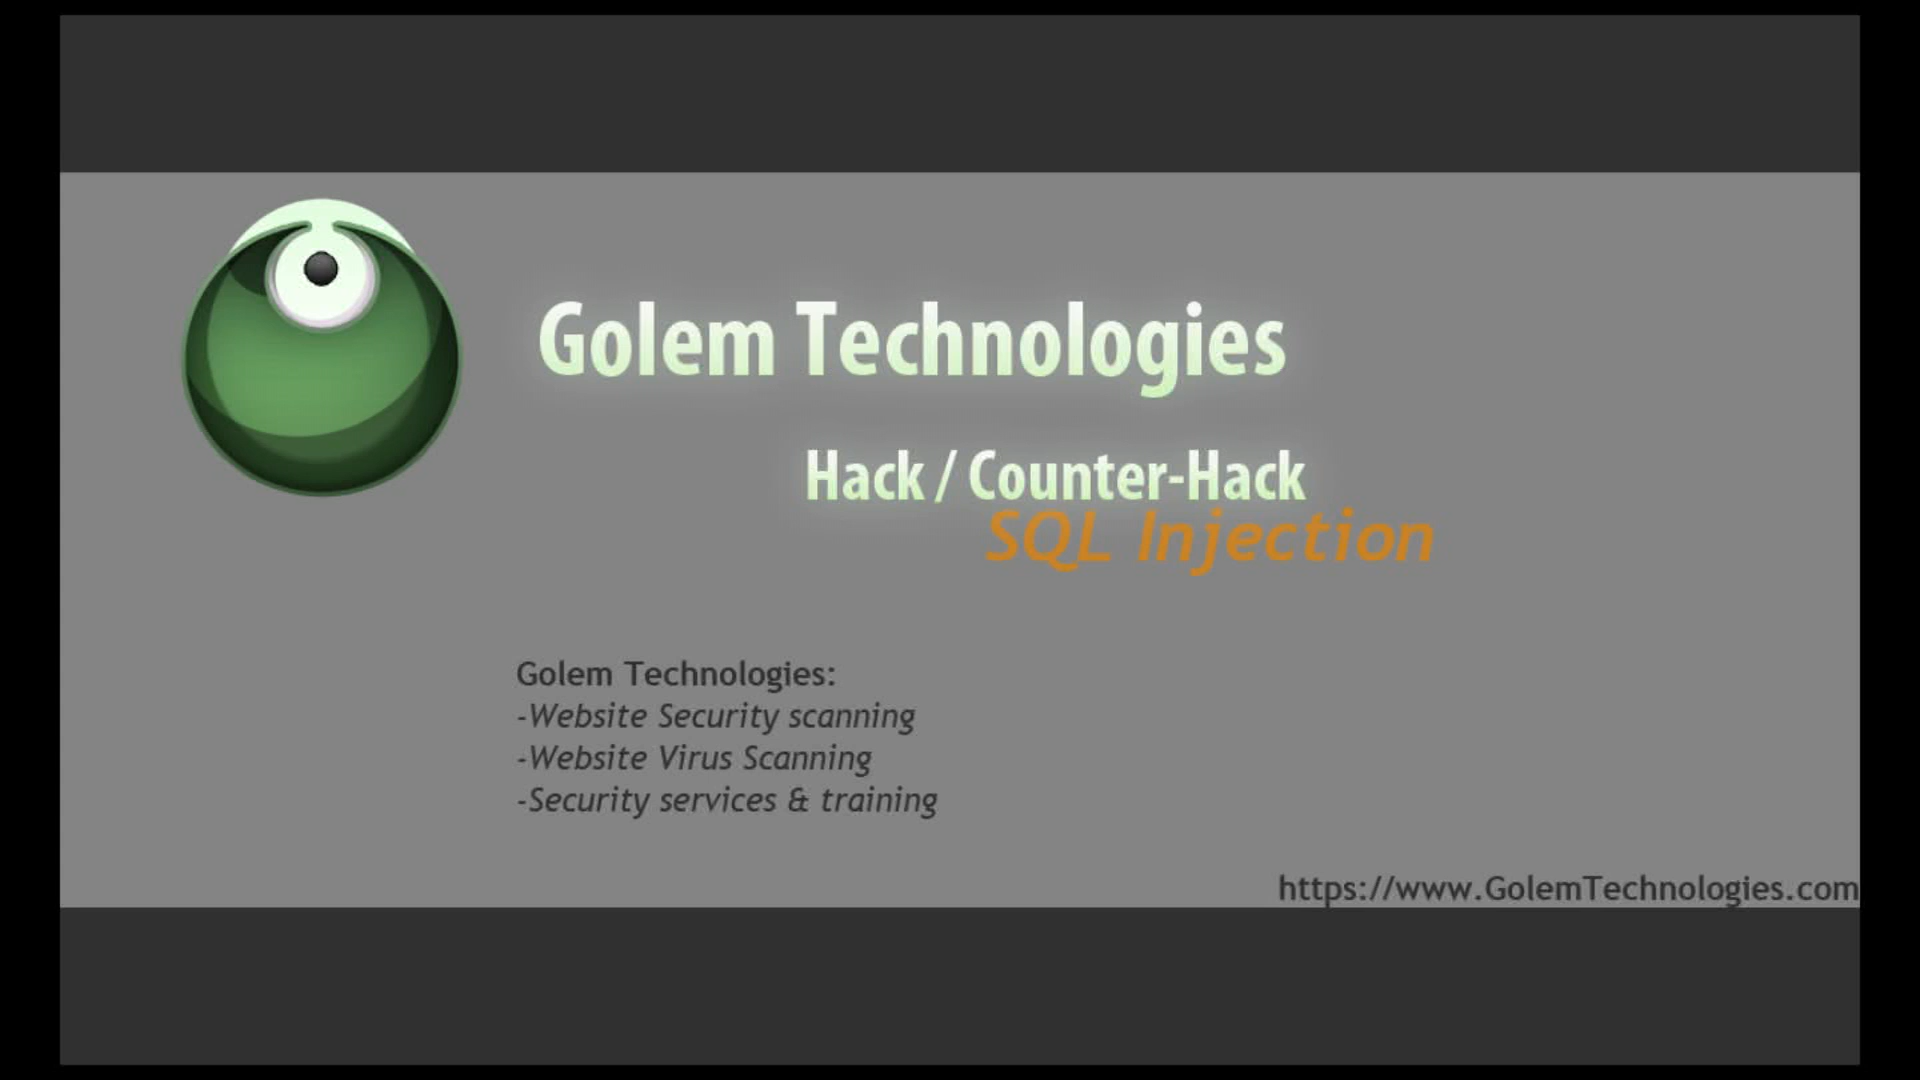 Golem Technologies
Hack / Counter-Hack
SQL Injection
Golem Technologies:
-Website Security scanning
-Website Virus Scanning
-Security services & training
https://www.GolemTechnologies.com